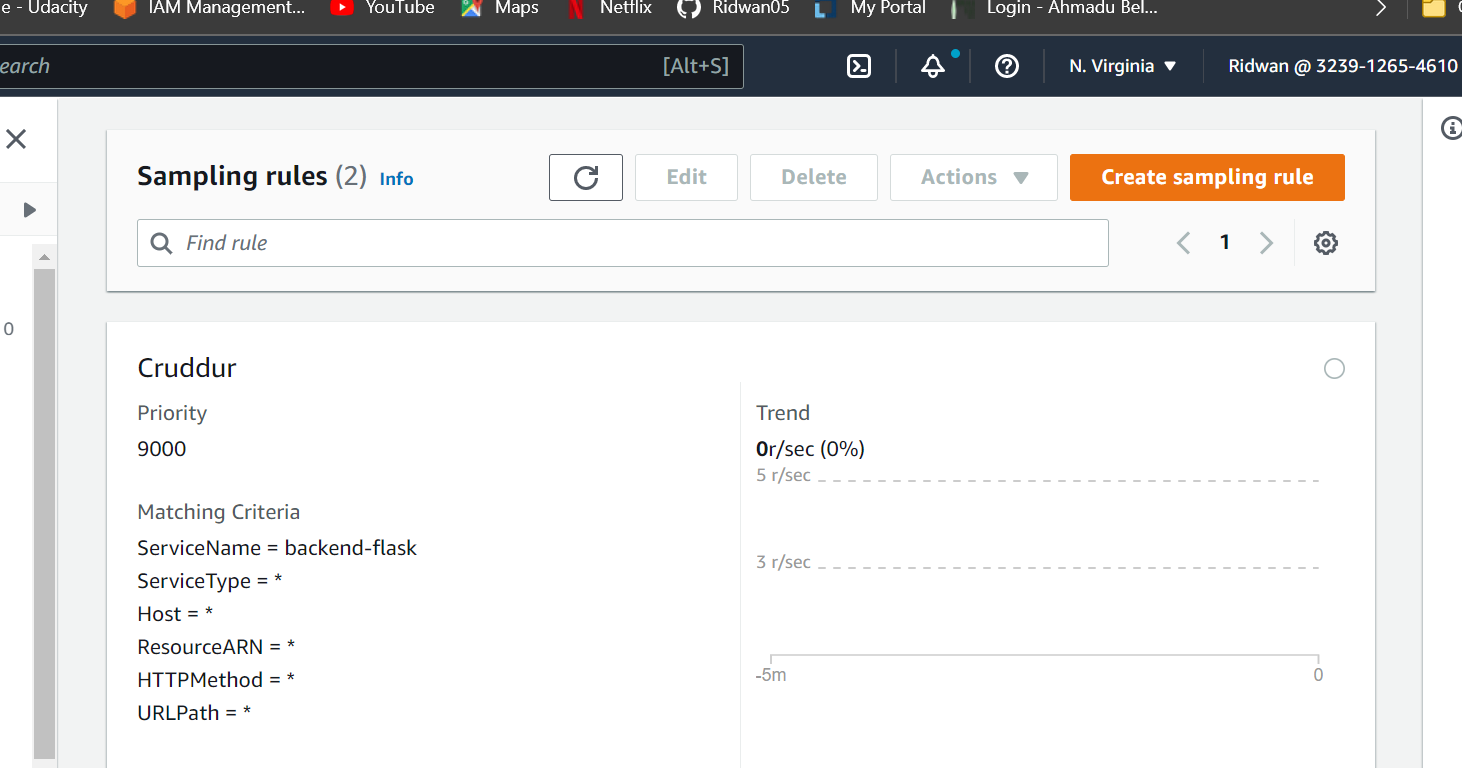 e - Udacity IAM Management... YouTube Maps Netflix Ridwan05 My Portal Login - Ahmadu Bel...
earch [Alt+S] N. Virginia ▼ Ridwan @ 3239-1265-4610
Sampling rules (2) Info Edit Delete Actions ▼ Create sampling rule
Find rule 1
0
Cruddur
Priority
9000
Matching Criteria
ServiceName = backend-flask
ServiceType = *
Host = *
ResourceARN = *
HTTPMethod = *
URLPath = *
Trend
0r/sec (0%)
5 r/sec
3 r/sec
-5m 0